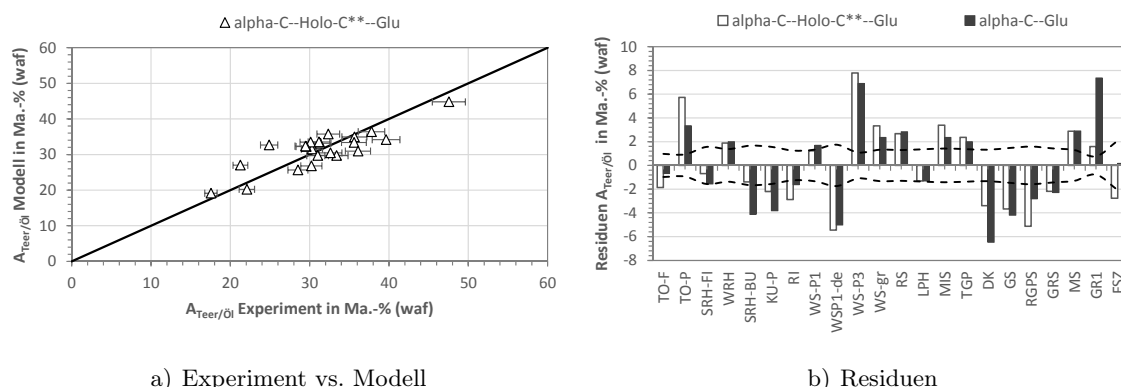 △ alpha-C--Holo-C**--Glu
60
50
40
30
20
10
0
A_Teer/Öl Modell in Ma.-% (waf)
0 10 20 30 40 50 60
A_Teer/Öl Experiment in Ma.-% (waf)
a) Experiment vs. Modell
□ alpha-C--Holo-C**--Glu ■ alpha-C--Glu
10
8
6
4
2
0
-2
-4
-6
-8
Residuen A_Teer/Öl in Ma.-% (waf)
TO-F
TO-P
SRH-FI
WRH
SRH-BU
KU-P
RI
WS-P1
WSP1-de
WS-P3
WS-gr
RS
LPH
MIS
TGP
DK
GS
RGPS
GRS
MS
GR1
FSZ
b) Residuen